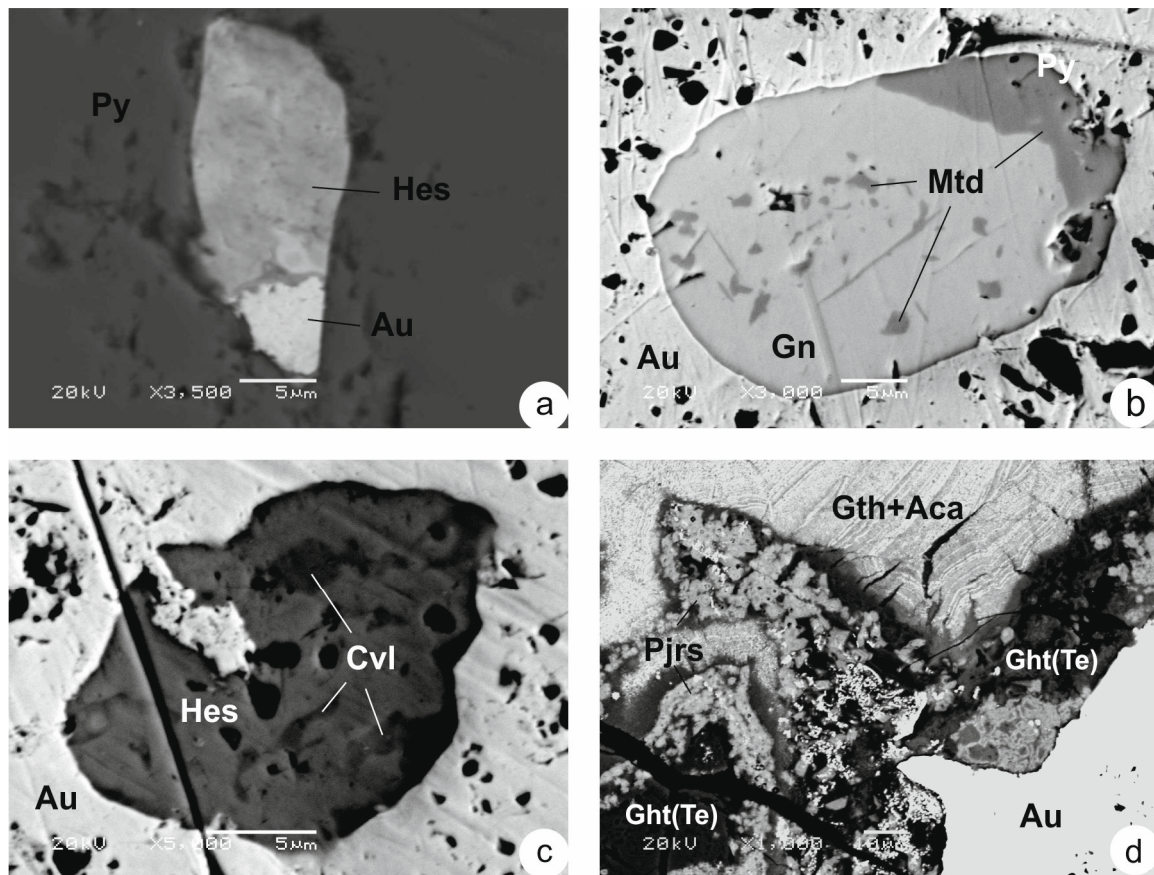 Py
Hes
Au
20kV X3,500 5µm
a
Py
Mtd
Au
Gn
20kV X3,000 5µm
b
Cvl
Hes
Au
20kV X5,000 5µm
c
Gth+Aca
Pjrs
Ght(Te)
Ght(Te)
Au
20kV X1,000
d